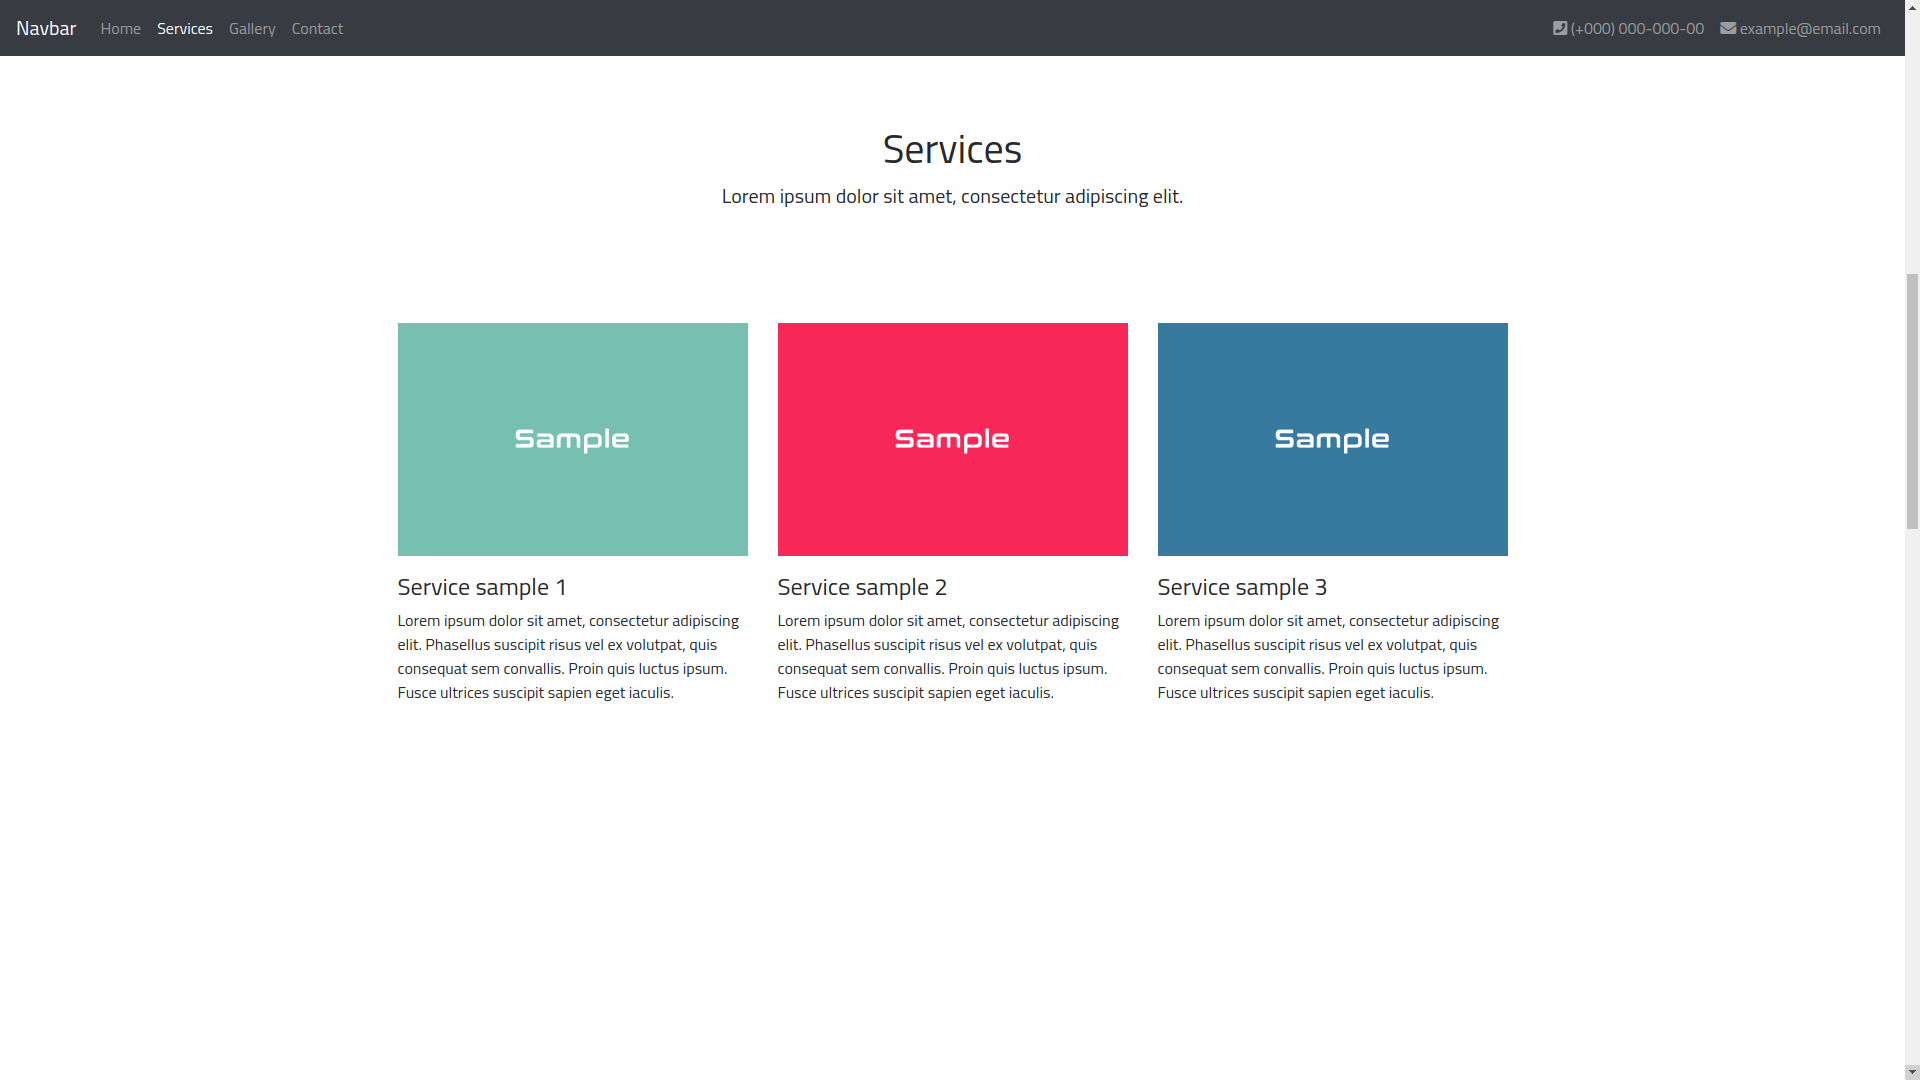 Navbar Home Services Gallery Contact (+000) 000-000-00 example@email.com
Services
Lorem ipsum dolor sit amet, consectetur adipiscing elit.
Sample
Sample
Sample
Service sample 1
Lorem ipsum dolor sit amet, consectetur adipiscing
elit. Phasellus suscipit risus vel ex volutpat, quis
consequat sem convallis. Proin quis luctus ipsum.
Fusce ultrices suscipit sapien eget iaculis.
Service sample 2
Lorem ipsum dolor sit amet, consectetur adipiscing
elit. Phasellus suscipit risus vel ex volutpat, quis
consequat sem convallis. Proin quis luctus ipsum.
Fusce ultrices suscipit sapien eget iaculis.
Service sample 3
Lorem ipsum dolor sit amet, consectetur adipiscing
elit. Phasellus suscipit risus vel ex volutpat, quis
consequat sem convallis. Proin quis luctus ipsum.
Fusce ultrices suscipit sapien eget iaculis.